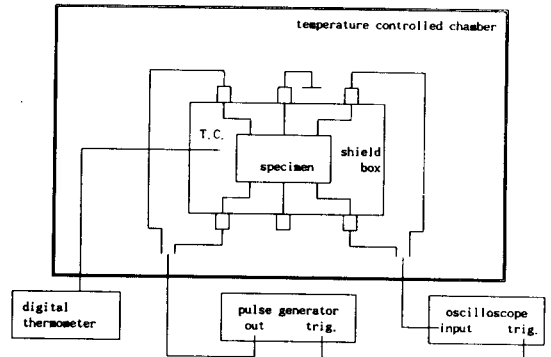 temperature controlled chamber
T.C.
specimen
shield
box
digital
thermometer
pulse generator
out trig.
oscilloscope
input trig.